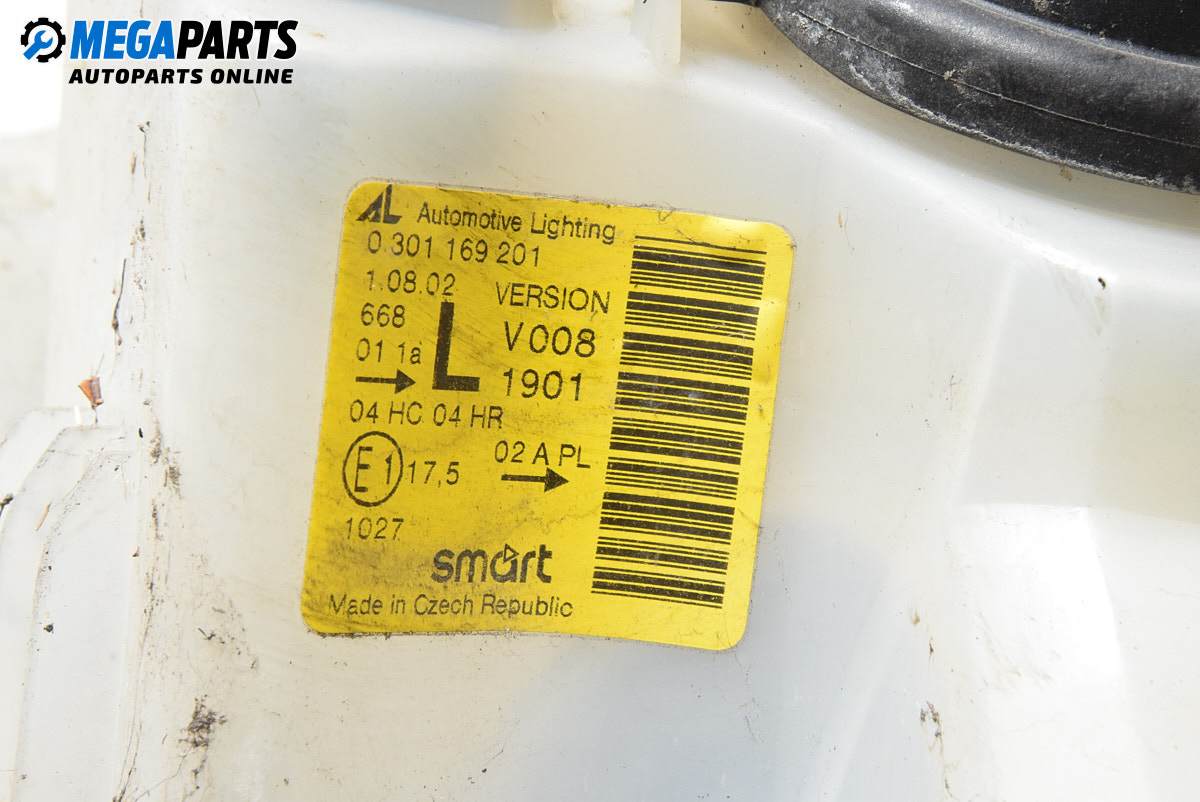 MEGAPARTS
AUTOPARTS ONLINE
AL Automotive Lighting
0 301 169 201
1.08.02
VERSION
668
L
V008
01 1a
1901
04 HC 04 HR
02 A PL
E1 17,5
1027
smart
Made in Czech Republic